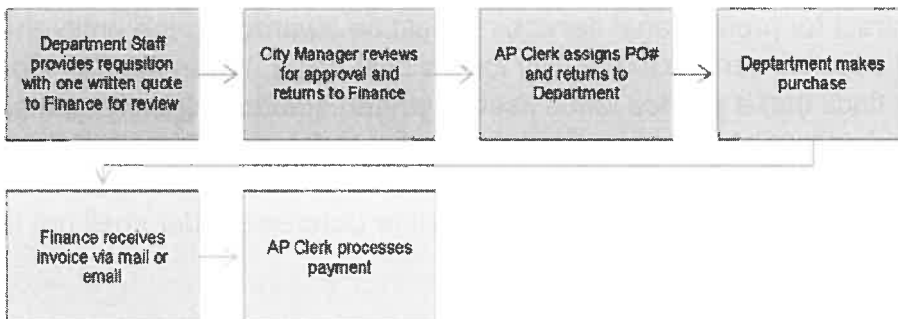 Department Staff
provides requisition
with one written quote
to Finance for review
City Manager reviews
for approval and
returns to Finance
AP Clerk assigns PO#
and returns to
Department
Deptartment makes
purchase
Finance receives
invoice via mail or
email
AP Clerk processes
payment